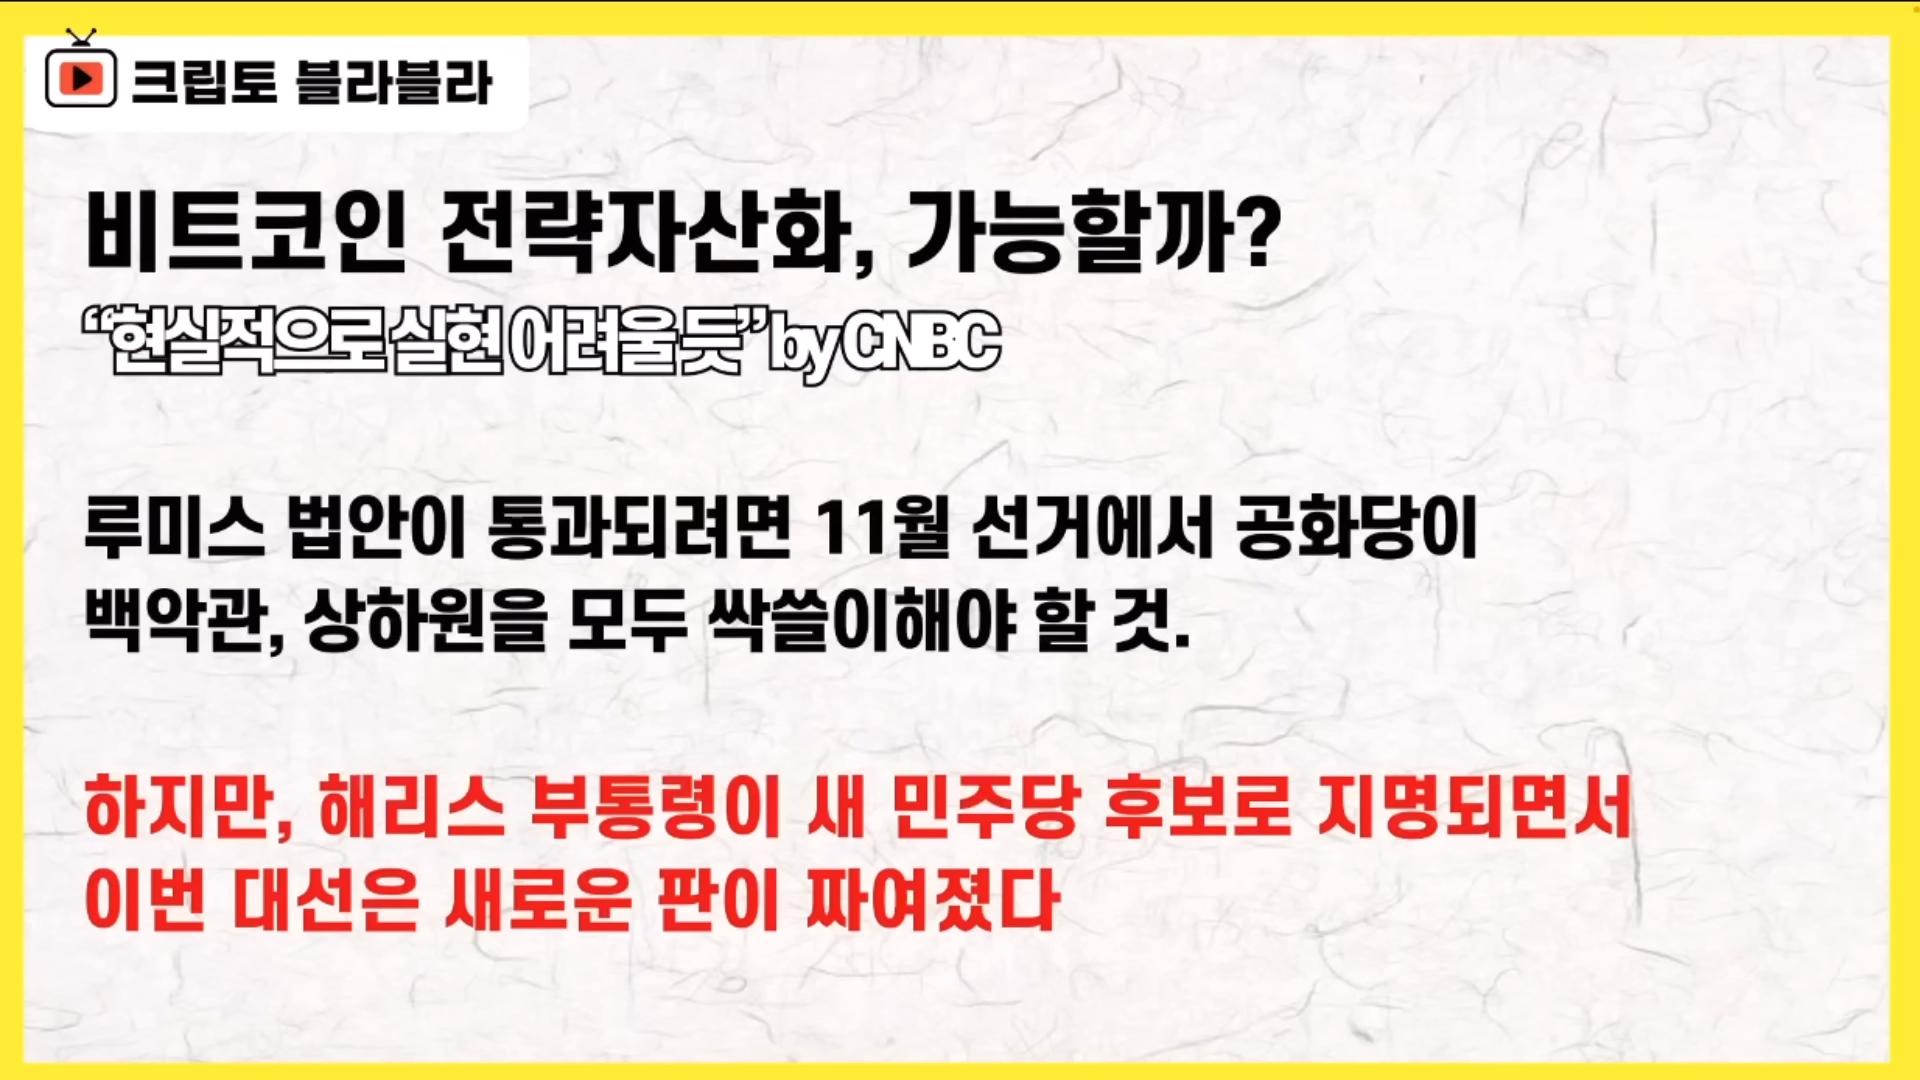 크립토 블라블라
비트코인 전략자산화, 가능할까?
“현실적으로 실현 어려울 듯” by CNBC
루미스 법안이 통과되려면 11월 선거에서 공화당이
백악관, 상하원을 모두 싹쓸이해야 할 것.
하지만, 해리스 부통령이 새 민주당 후보로 지명되면서
이번 대선은 새로운 판이 짜여졌다